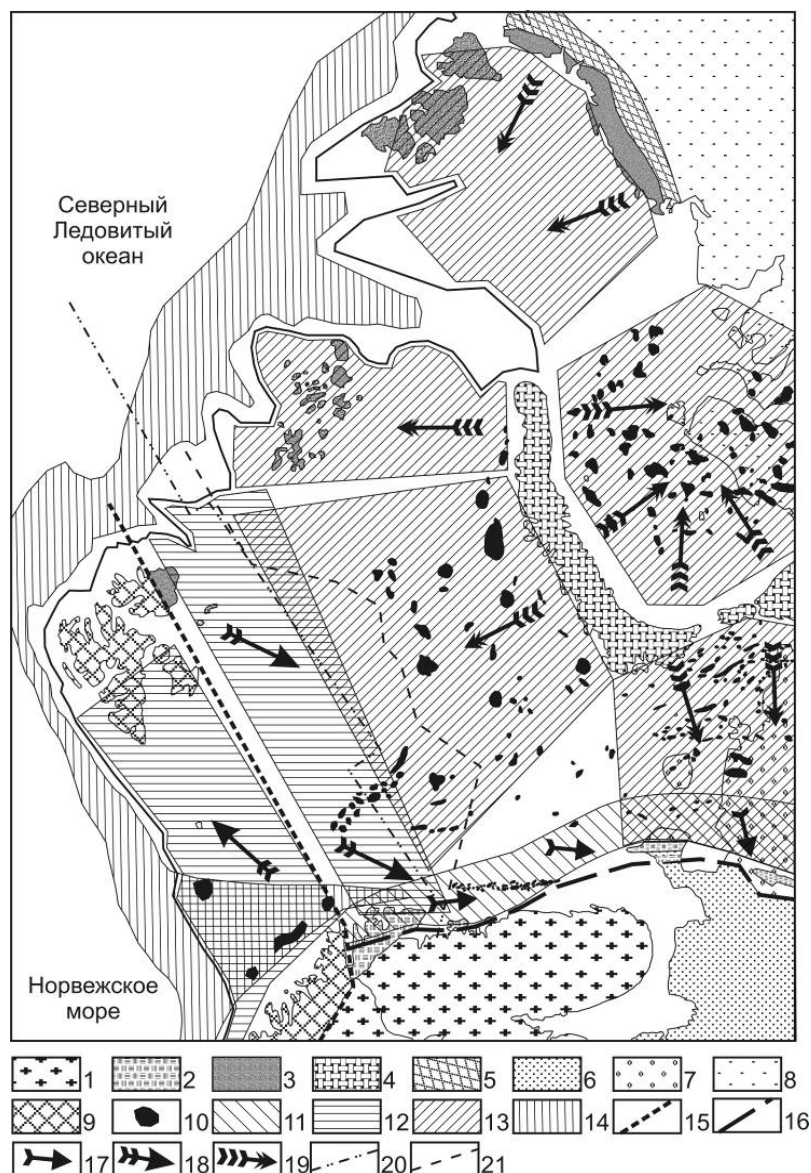 Северный
Ледовитый
океан
Норвежское
море
1 2 3 4 5 6 7 8
9 10 11 12 13 14 15 16
17 18 19 20 21